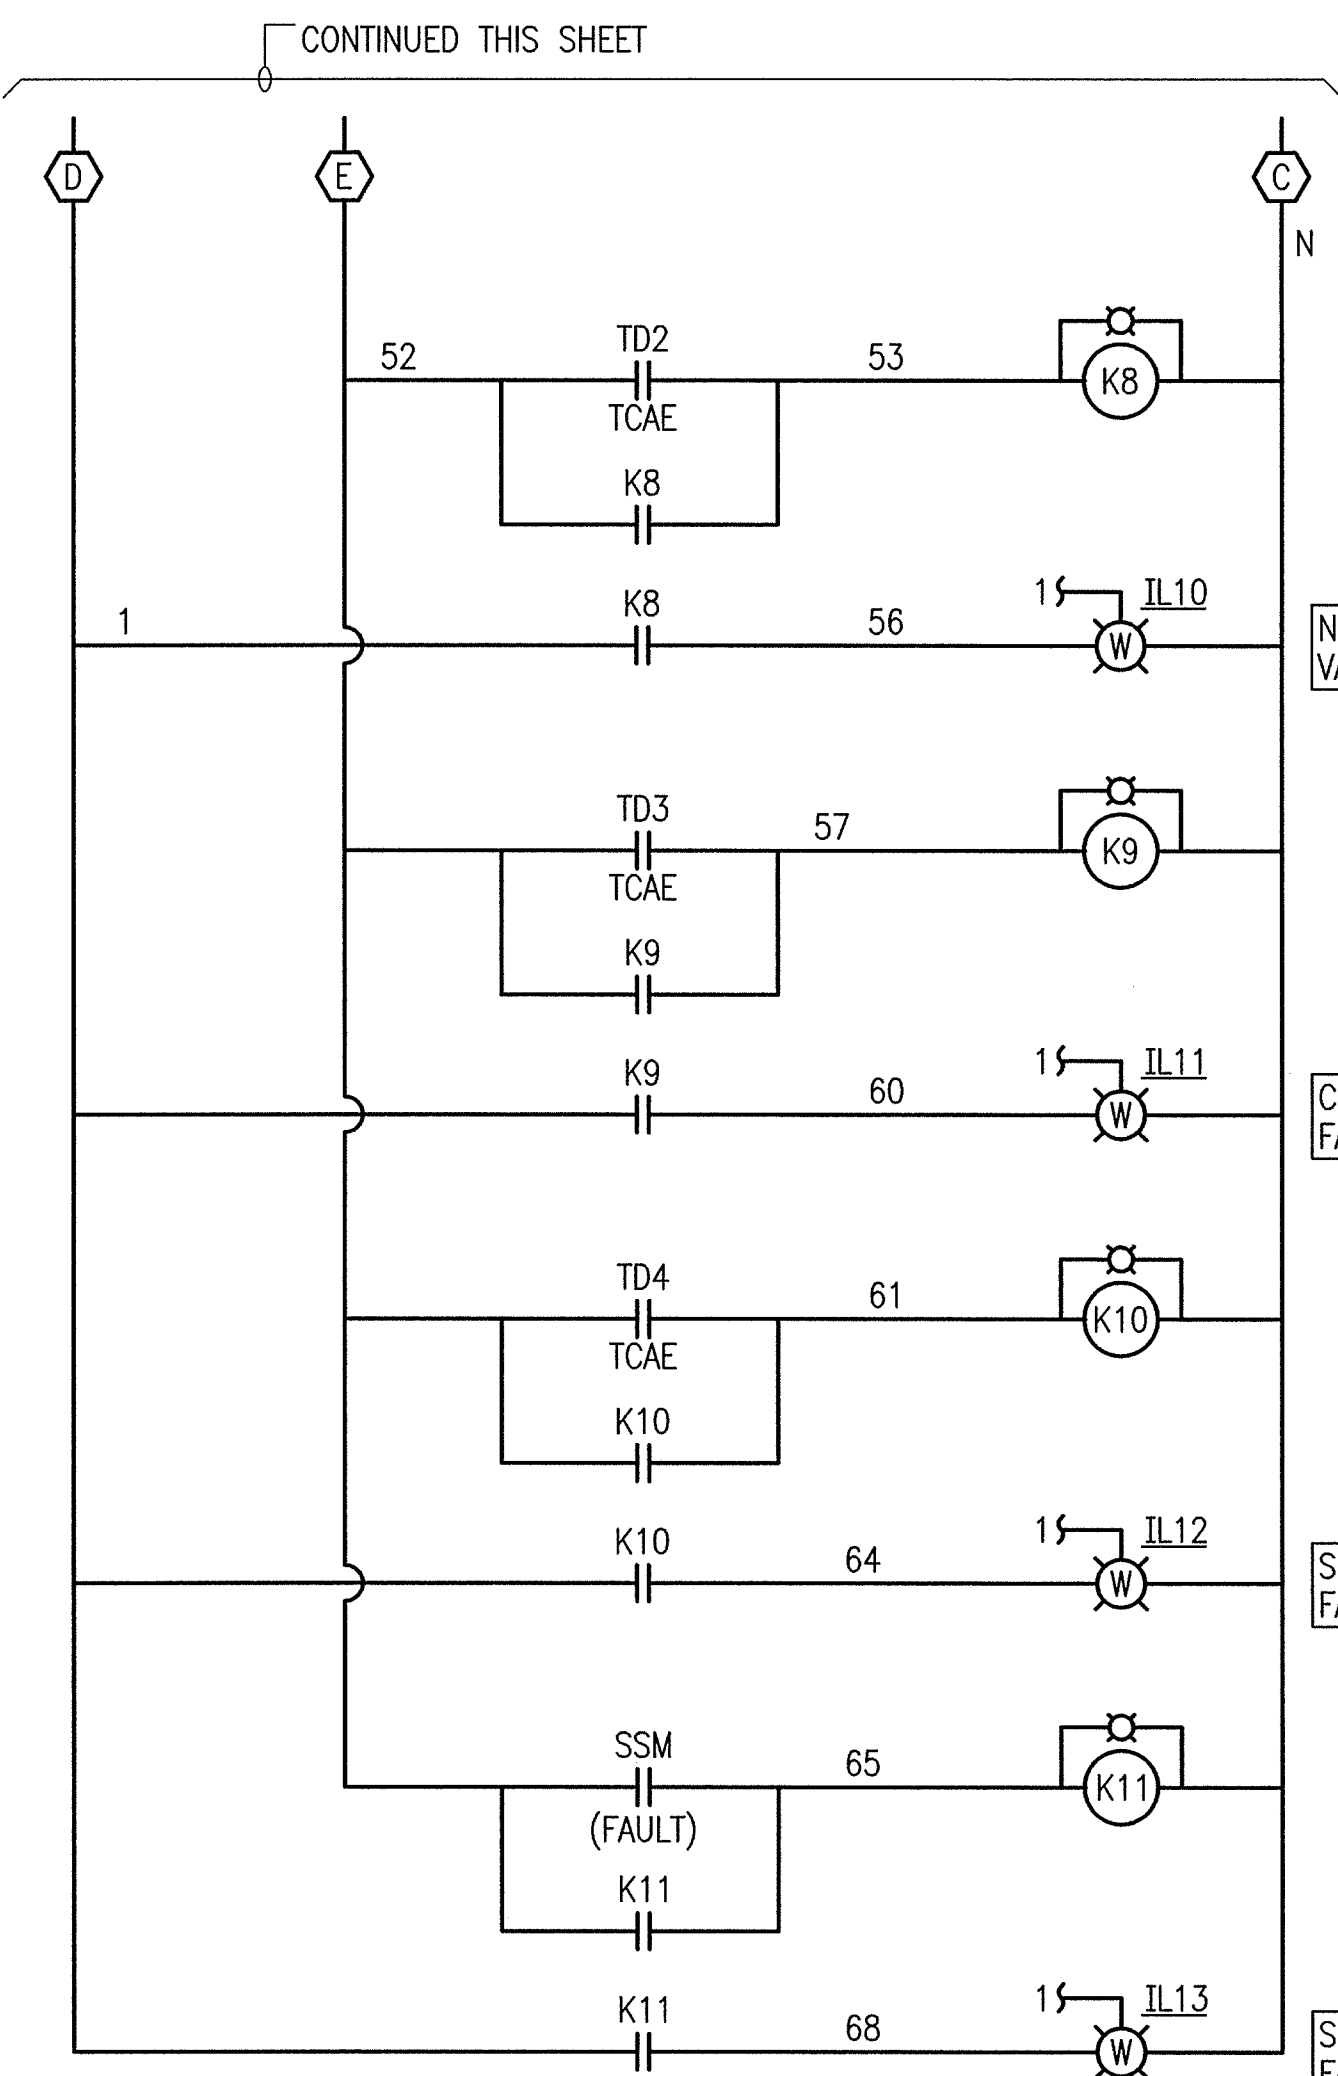 CONTINUED THIS SHEET
D
E
C
N
52
TD2
53
TCAE
K8
K8
1
K8
56
1
IL10
W
TD3
57
TCAE
K9
K9
K9
60
1
IL11
W
TD4
61
TCAE
K10
K10
K10
64
1
IL12
W
SSM
65
(FAULT)
K11
K11
K11
68
1
IL13
W